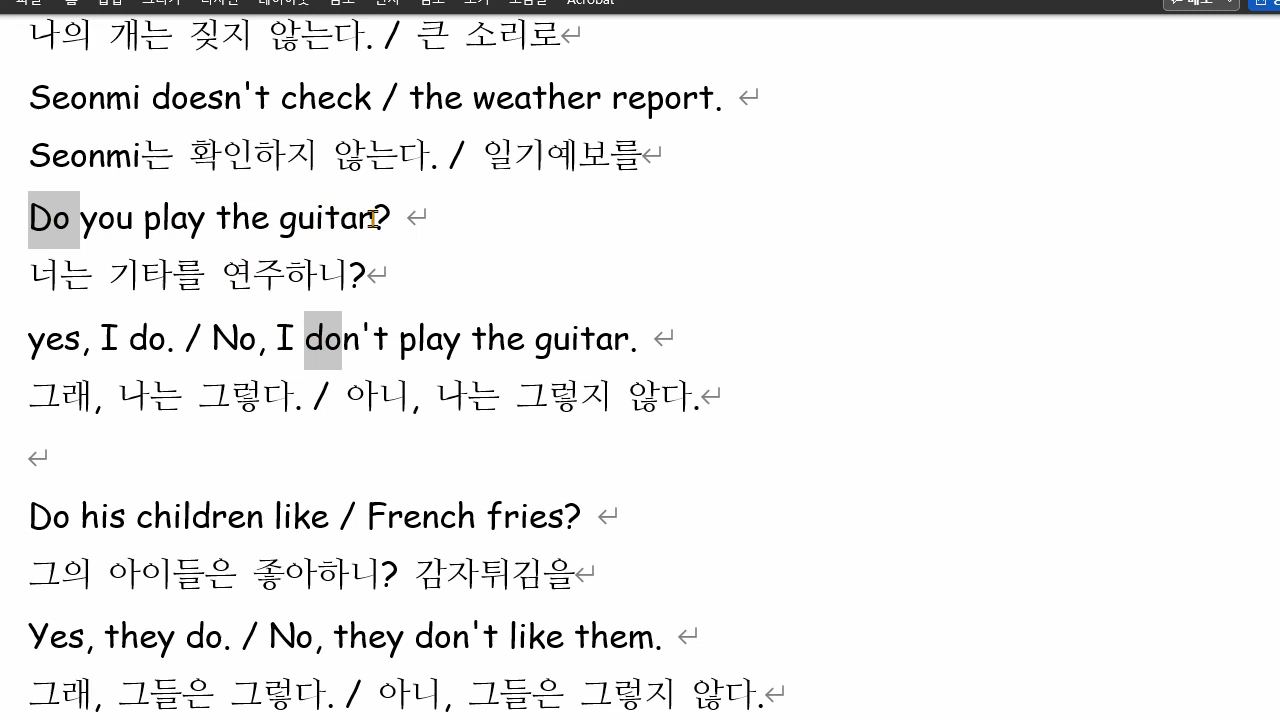 나의 개는 짖지 않는다. / 큰 소리로
Seonmi doesn't check / the weather report.
Seonmi는 확인하지 않는다. / 일기예보를
Do you play the guitar?
너는 기타를 연주하니?
yes, I do. / No, I don't play the guitar.
그래, 나는 그렇다. / 아니, 나는 그렇지 않다.
Do his children like / French fries?
그의 아이들은 좋아하니? 감자튀김을
Yes, they do. / No, they don't like them.
그래, 그들은 그렇다. / 아니, 그들은 그렇지 않다.